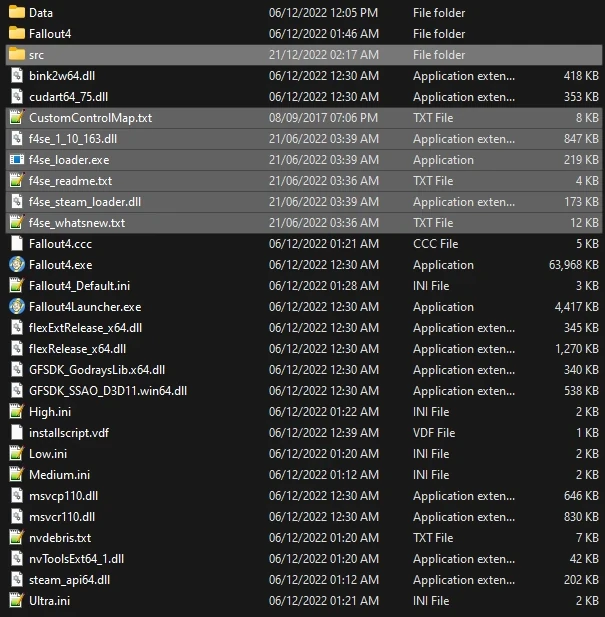 Data 06/12/2022 12:05 PM File folder
Fallout4 06/12/2022 01:46 AM File folder
src 21/12/2022 02:17 AM File folder
bink2w64.dll 06/12/2022 12:30 AM Application exten... 418 KB
cudart64_75.dll 06/12/2022 12:30 AM Application exten... 353 KB
CustomControlMap.txt 08/09/2017 07:06 PM TXT File 8 KB
f4se_1_10_163.dll 21/06/2022 03:39 AM Application exten... 847 KB
f4se_loader.exe 21/06/2022 03:39 AM Application 219 KB
f4se_readme.txt 21/06/2022 03:36 AM TXT File 4 KB
f4se_steam_loader.dll 21/06/2022 03:39 AM Application exten... 173 KB
f4se_whatsnew.txt 21/06/2022 03:36 AM TXT File 12 KB
Fallout4.ccc 06/12/2022 01:21 AM CCC File 5 KB
Fallout4.exe 06/12/2022 12:30 AM Application 63,968 KB
Fallout4_Default.ini 06/12/2022 01:28 AM INI File 3 KB
Fallout4Launcher.exe 06/12/2022 12:30 AM Application 4,417 KB
flexExtRelease_x64.dll 06/12/2022 12:30 AM Application exten... 345 KB
flexRelease_x64.dll 06/12/2022 12:30 AM Application exten... 1,270 KB
GFSDK_GodraysLib.x64.dll 06/12/2022 12:30 AM Application exten... 340 KB
GFSDK_SSAO_D3D11.win64.dll 06/12/2022 12:30 AM Application exten... 538 KB
High.ini 06/12/2022 01:22 AM INI File 2 KB
installscript.vdf 06/12/2022 12:39 AM VDF File 1 KB
Low.ini 06/12/2022 01:20 AM INI File 2 KB
Medium.ini 06/12/2022 01:12 AM INI File 2 KB
msvcp110.dll 06/12/2022 12:30 AM Application exten... 646 KB
msvcr110.dll 06/12/2022 12:30 AM Application exten... 830 KB
nvdebris.txt 06/12/2022 01:20 AM TXT File 7 KB
nvToolsExt64_1.dll 06/12/2022 01:20 AM Application exten... 42 KB
steam_api64.dll 06/12/2022 01:12 AM Application exten... 202 KB
Ultra.ini 06/12/2022 01:21 AM INI File 2 KB